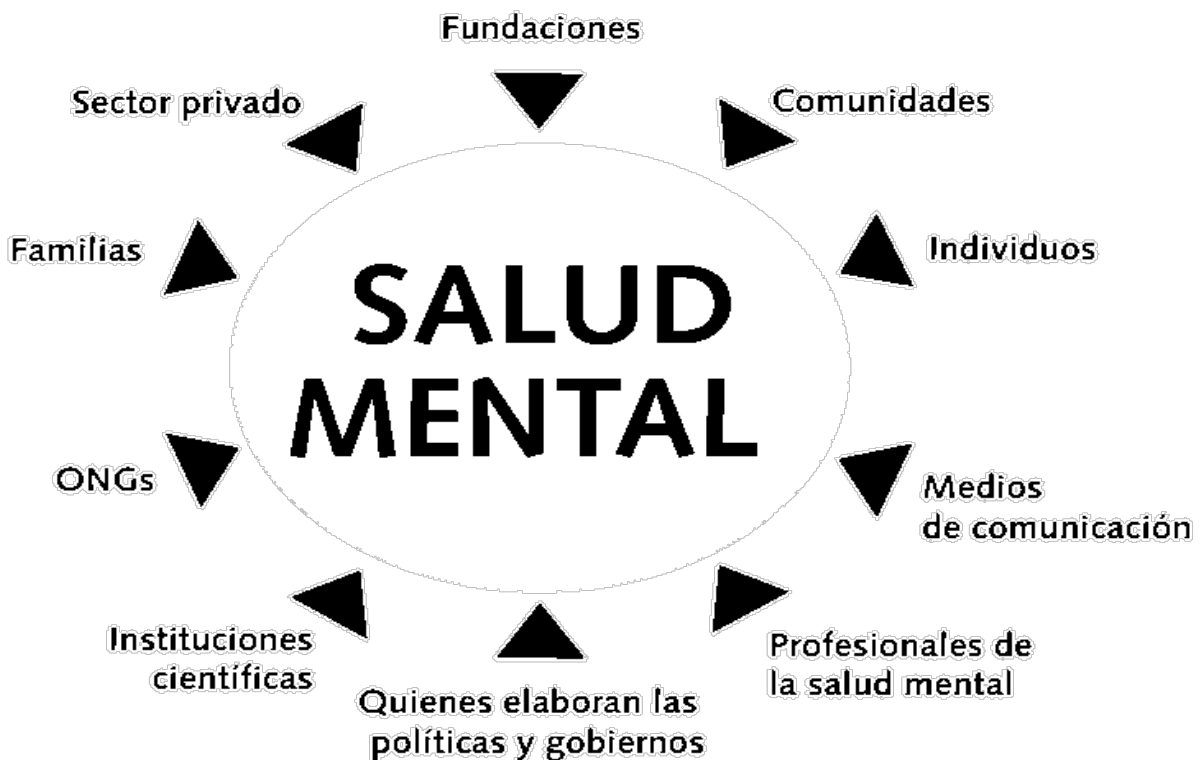 Fundaciones
Sector privado
Comunidades
Familias
Individuos
SALUD
MENTAL
ONGs
Medios
de comunicación
Instituciones
científicas
Profesionales de
la salud mental
Quienes elaboran las
políticas y gobiernos